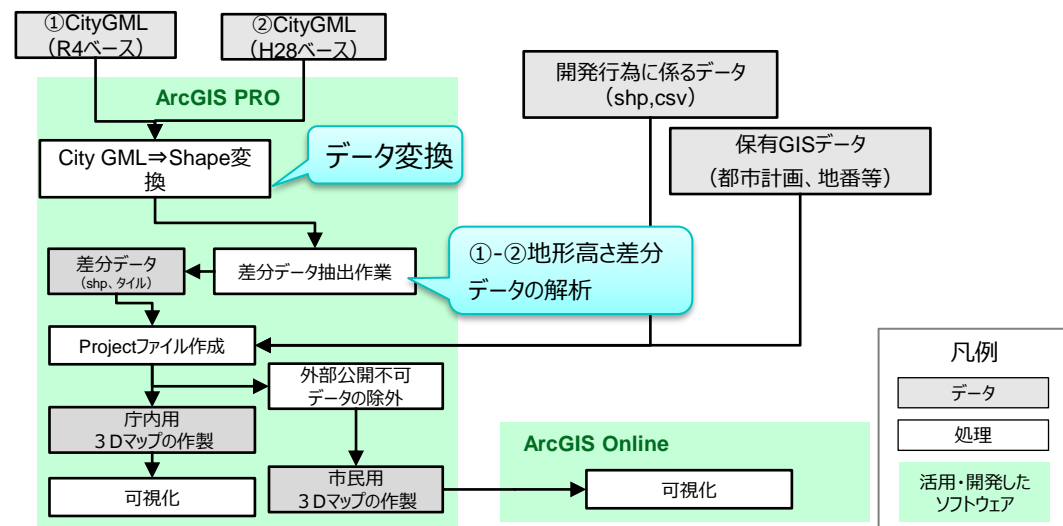 ①CityGML
（R4ベース）
②CityGML
（H28ベース）
開発行為に係るデータ
（shp,csv）
保有GISデータ
（都市計画、地番等）
ArcGIS PRO
City GML⇒Shape変
換
データ変換
差分データ
（shp、タイル）
差分データ抽出作業
①-②地形高さ差分
データの解析
Projectファイル作成
外部公開不可
データの除外
庁内用
３Dマップの作製
可視化
市民用
３Dマップの作製
ArcGIS Online
可視化
凡例
データ
処理
活用・開発した
ソフトウェア